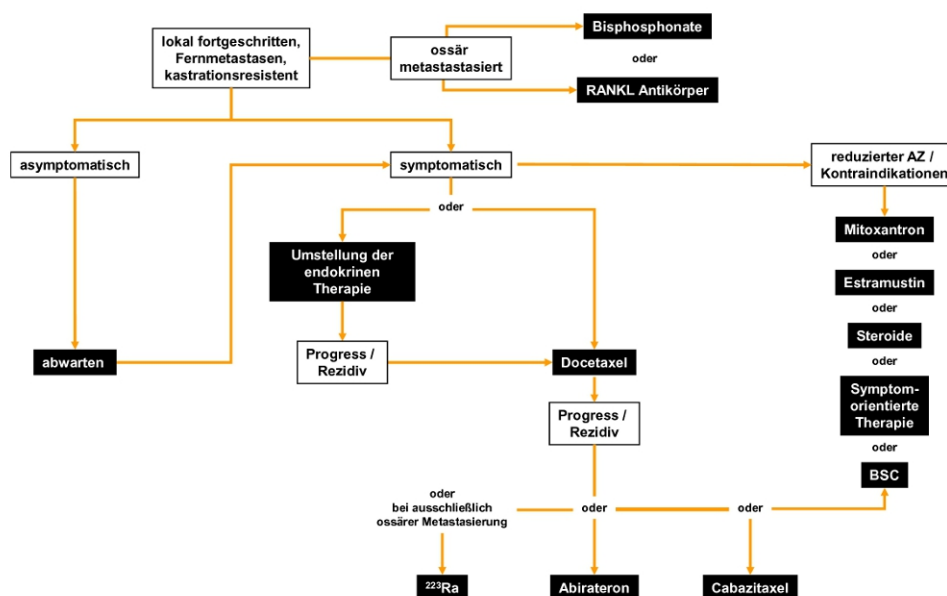 lokal fortgeschritten,
Fernmetastasen,
kastrationsresistent
ossär
metastastasiert
Bisphosphonate
oder
RANKL Antikörper
asymptomatisch
symptomatisch
reduzierter AZ /
Kontraindikationen
oder
Mitoxantron
oder
Umstellung der
endokrinen
Therapie
Estramustin
oder
Steroide
oder
abwarten
Progress /
Rezidiv
Docetaxel
Symptom-
orientierte
Therapie
oder
Progress /
Rezidiv
BSC
oder
bei ausschließlich
ossärer Metastasierung
oder
oder
²²³Ra
Abirateron
Cabazitaxel